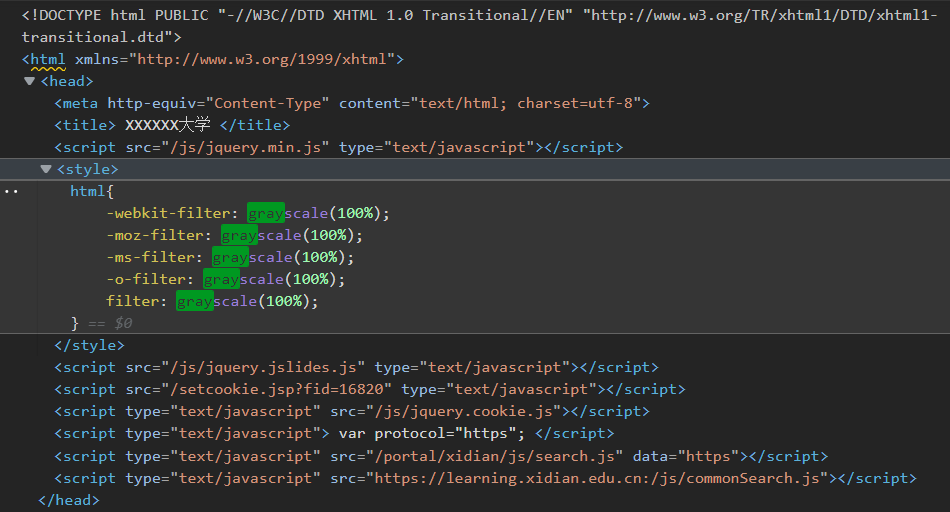 <!DOCTYPE html PUBLIC "-//W3C//DTD XHTML 1.0 Transitional//EN" "http://www.w3.org/TR/xhtml1/DTD/xhtml1-
transitional.dtd">
<html xmlns="http://www.w3.org/1999/xhtml">
<head>
<meta http-equiv="Content-Type" content="text/html; charset=utf-8">
<title> XXXXXX大学 </title>
<script src="/js/jquery.min.js" type="text/javascript"></script>
<style>
html{
-webkit-filter: grayscale(100%);
-moz-filter: grayscale(100%);
-ms-filter: grayscale(100%);
-o-filter: grayscale(100%);
filter: grayscale(100%);
} == $0
</style>
<script src="/js/jquery.jslides.js" type="text/javascript"></script>
<script src="/setcookie.jsp?fid=16820" type="text/javascript"></script>
<script type="text/javascript" src="/js/jquery.cookie.js"></script>
<script type="text/javascript"> var protocol="https"; </script>
<script type="text/javascript" src="/portal/xidian/js/search.js" data="https"></script>
<script type="text/javascript" src="https://learning.xidian.edu.cn:/js/commonSearch.js"></script>
</head>